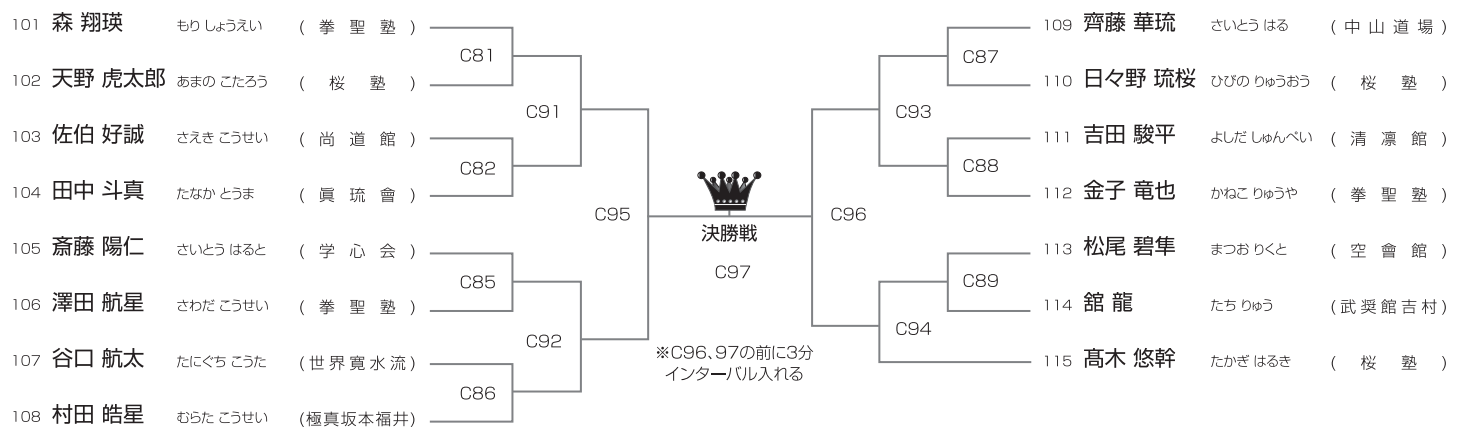 101 森 翔瑛 もり しょうえい (拳聖塾)
C81
102 天野 虎太郎 あまの こたろう (桜塾)
C91
103 佐伯 好誠 さえき こうせい (尚道館)
C82
104 田中 斗真 たなか とうま (眞琉會)
C95
105 斎藤 陽仁 さいとう はると (学心会)
C85
106 澤田 航星 さわだ こうせい (拳聖塾)
C92
107 谷口 航太 たにぐち こうた (世界寛水流)
C86
108 村田 皓星 むらた こうせい (極真坂本福井)
決勝戦
C97
※C96、97の前に3分
インターバル入れる
109 齊藤 華琉 さいとう はる (中山道場)
C87
110 日々野 琉桜 ひびの りゅうおう (桜塾)
C93
111 吉田 駿平 よしだ しゅんぺい (清凛館)
C88
112 金子 竜也 かねこ りゅうや (拳聖塾)
C96
113 松尾 碧隼 まつお りくと (空會館)
C89
114 舘 龍 たち りゅう (武奨館吉村)
C94
115 髙木 悠幹 たかぎ はるき (桜塾)